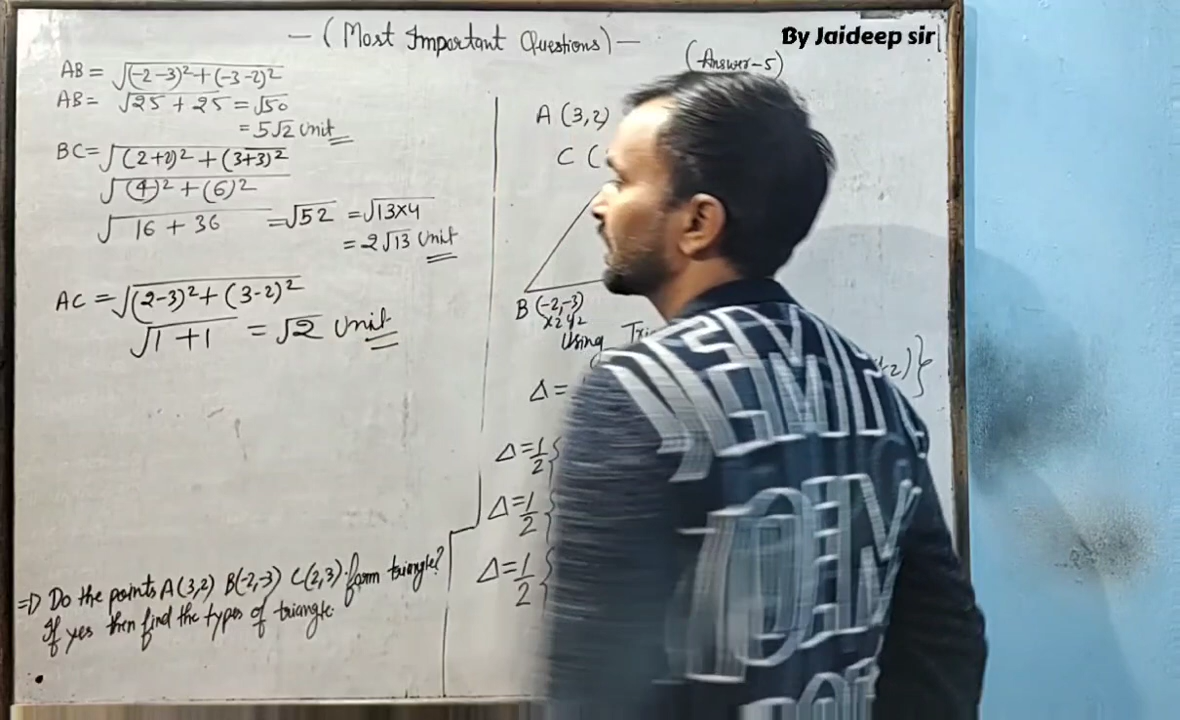 By Jaideep sir
— (Most Important Questions) —
AB = √(-2-3)²+(-3-2)²
AB = √25 + 25 = √50
= 5√2 Unit
BC = √(2+2)² + (3+3)²
√(4)² + (6)²
√16 + 36 = √52 = √13×4
= 2√13 Unit
AC = √(2-3)² + (3-2)²
√1 + 1 = √2 Unit
⇒ Do the points A(3,2) B(-2,-3) C(2,3) form triangle?
If yes then find the types of triangle
(Answer-5)
A (3,2)
C (
B (-2,-3)
x2 y2
Using
Δ =
Δ = 1/2 {
Δ = 1/2 {
Δ = 1/2 {